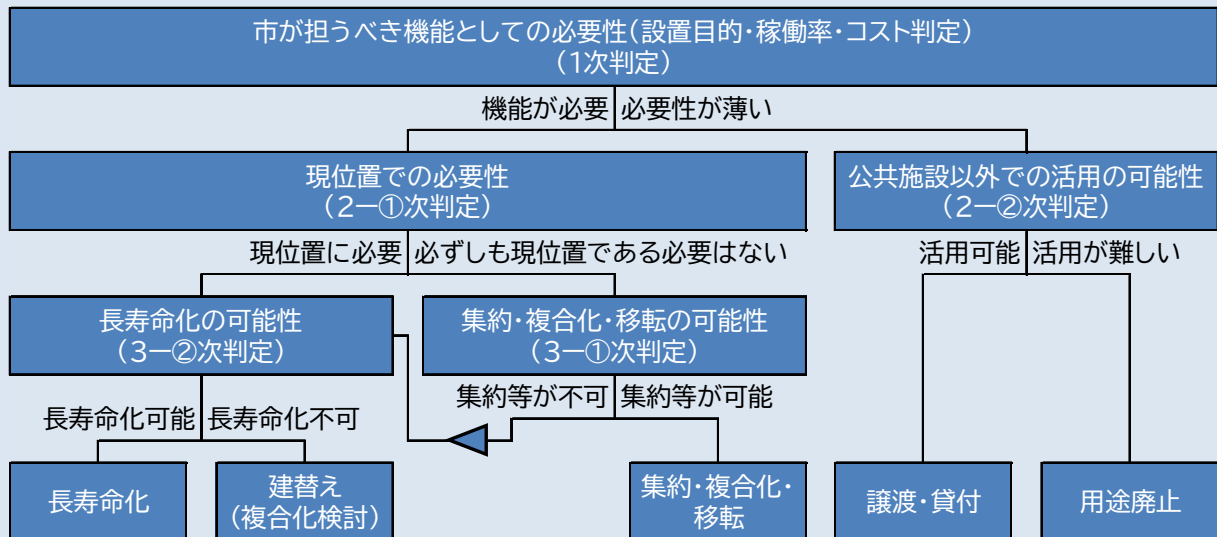 市が担うべき機能としての必要性(設置目的・稼働率・コスト判定)
(1次判定)
機能が必要
必要性が薄い
現位置での必要性
(2ー①次判定)
公共施設以外での活用の可能性
(2ー②次判定)
現位置に必要
必ずしも現位置である必要はない
活用可能
活用が難しい
長寿命化の可能性
(3ー②次判定)
集約・複合化・移転の可能性
(3ー①次判定)
長寿命化可能
長寿命化不可
集約等が不可
集約等が可能
長寿命化
建替え
(複合化検討)
集約・複合化・
移転
譲渡・貸付
用途廃止